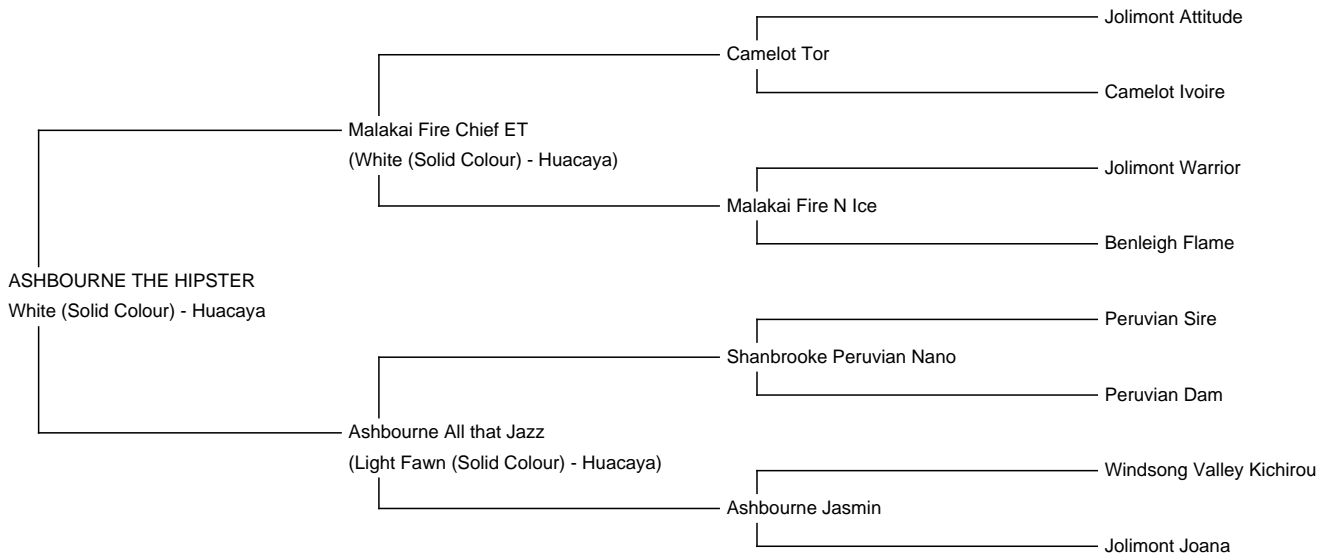 Jolimont Attitude
Camelot Tor
Camelot Ivoire
Malakai Fire Chief ET
(White (Solid Colour) - Huacaya)
Jolimont Warrior
Malakai Fire N Ice
Benleigh Flame
ASHBOURNE THE HIPSTER
White (Solid Colour) - Huacaya
Peruvian Sire
Shanbrooke Peruvian Nano
Peruvian Dam
Ashbourne All that Jazz
(Light Fawn (Solid Colour) - Huacaya)
Windsong Valley Kichirou
Ashbourne Jasmin
Jolimont Joana